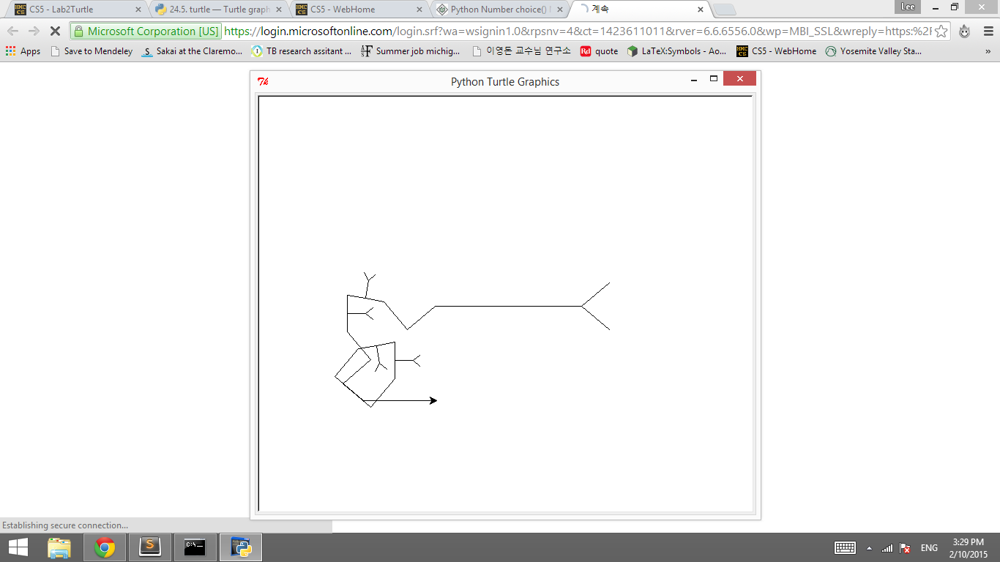 CS5 - Lab2Turtle
24.5. turtle — Turtle graph
CS5 - WebHome
Python Number choice()
계속
Lee
Microsoft Corporation [US]
https://login.microsoftonline.com/login.srf?wa=wsignin1.0&rpsnv=4&ct=1423611011&rver=6.6.6556.0&wp=MBI_SSL&wreply=https:%2F
Apps
Save to Mendeley
Sakai at the Claremo...
TB research assitant ...
Summer job michig...
이영돈 교수님 연구소
Rd quote
LaTeX:Symbols - Ao...
HMC CS5 CS5 - WebHome
Yosemite Valley Sta...
»
Python Turtle Graphics
Establishing secure connection...
ENG
3:29 PM
2/10/2015